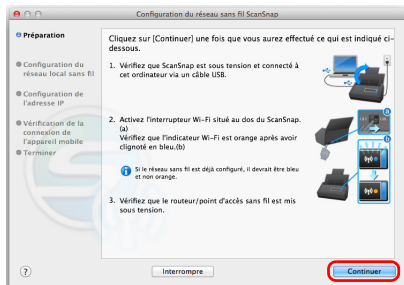 Configuration du réseau sans fil ScanSnap
Préparation
Configuration du
réseau local sans fil
Configuration de
l'adresse IP
Vérification de la
connexion de
l'appareil mobile
Terminer
Cliquez sur [Continuer] une fois que vous aurez effectué ce qui est indiqué ci-
dessous.
1. Vérifiez que ScanSnap est sous tension et connecté à
cet ordinateur via un câble USB.
2. Activez l'interrupteur Wi-Fi situé au dos du ScanSnap.
(a)
Vérifiez que l'indicateur Wi-Fi est orange après avoir
clignoté en bleu.(b)
Si le réseau sans fil est déjà configuré, il devrait être bleu
et non orange.
3. Vérifiez que le routeur/point d'accès sans fil est mis
sous tension.
a
b
?
Interrompre
Continuer